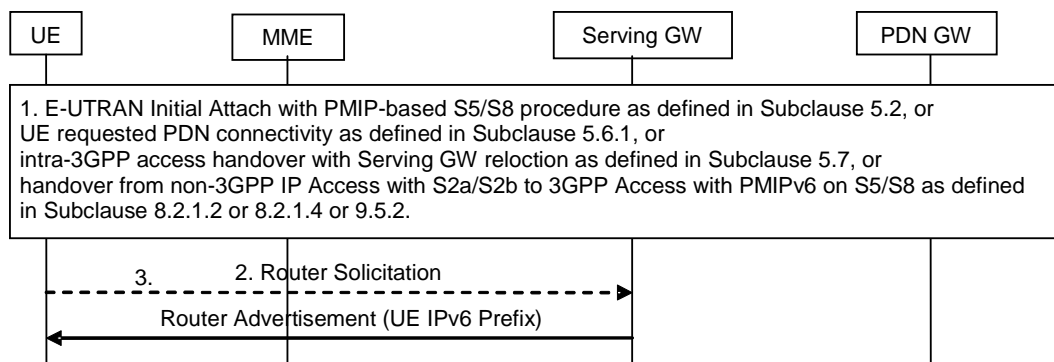 UE
MME
Serving GW
PDN GW
1. E-UTRAN Initial Attach with PMIP-based S5/S8 procedure as defined in Subclause 5.2, or
UE requested PDN connectivity as defined in Subclause 5.6.1, or
intra-3GPP access handover with Serving GW reloction as defined in Subclause 5.7, or
handover from non-3GPP IP Access with S2a/S2b to 3GPP Access with PMIPv6 on S5/S8 as defined
in Subclause 8.2.1.2 or 8.2.1.4 or 9.5.2.
3.
2. Router Solicitation
Router Advertisement (UE IPv6 Prefix)